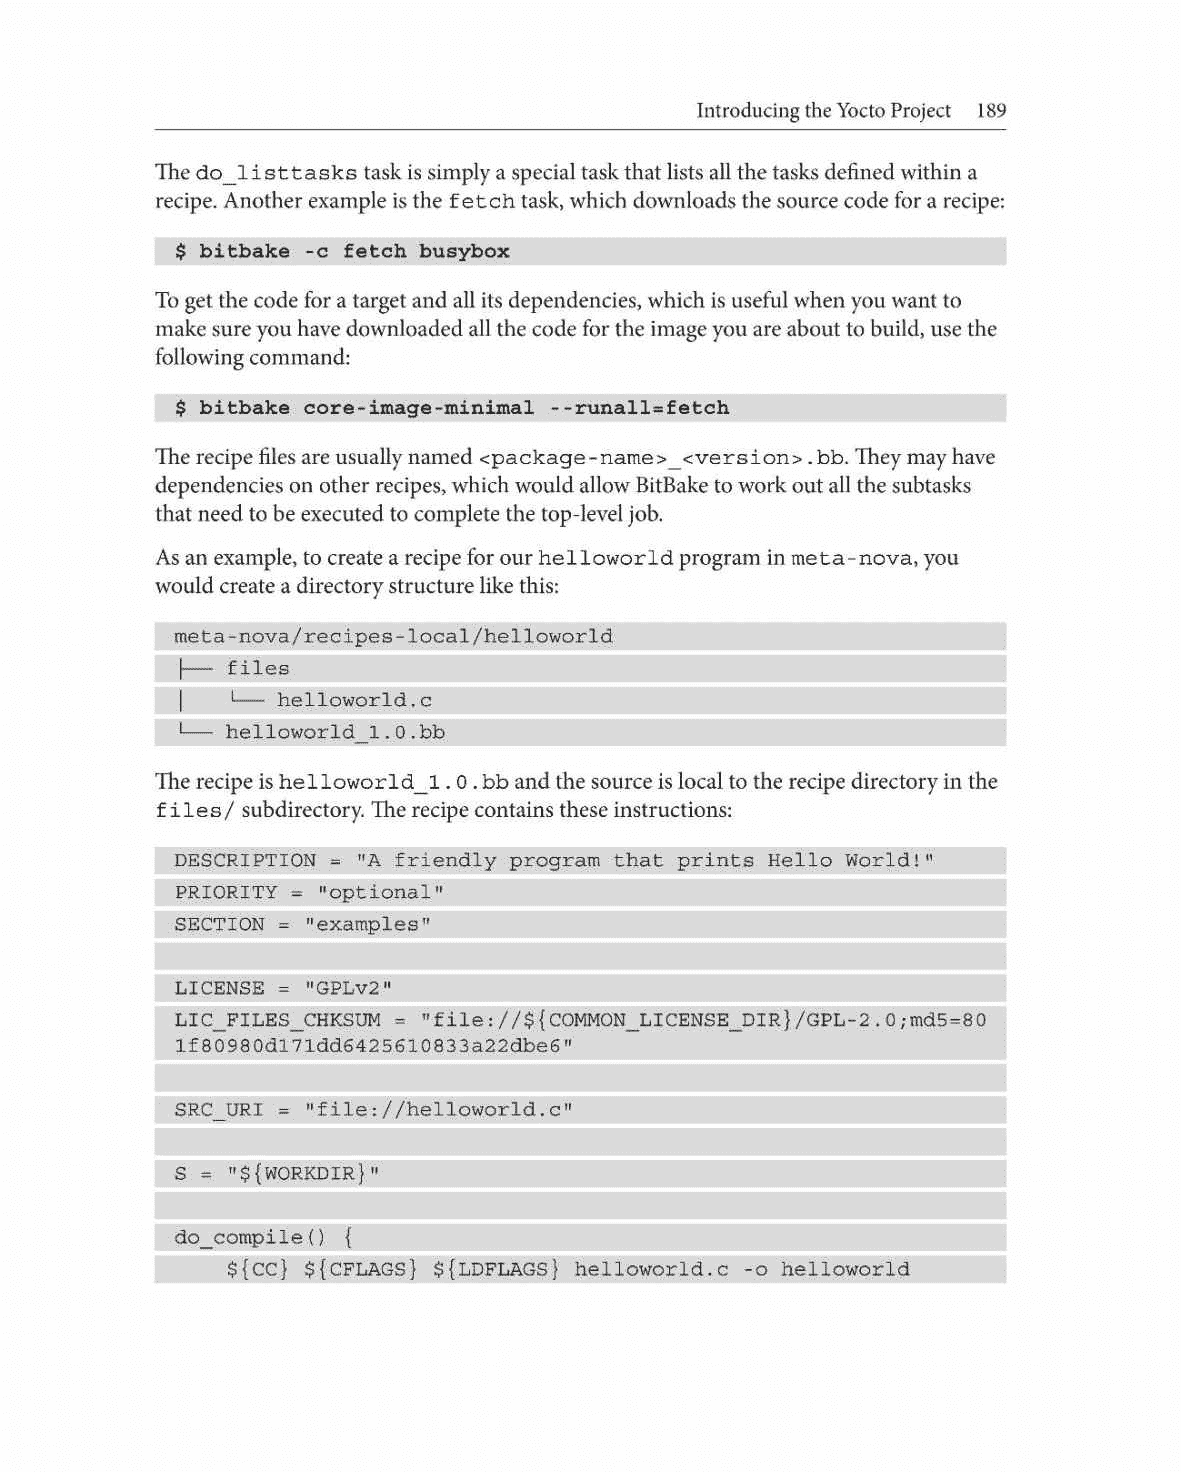 Introducing the Yocto Project 189
The do_listtasks task is simply a special task that lists all the tasks defined within a
recipe. Another example is the fetch task, which downloads the source code for a recipe:
$ bitbake -c fetch busybox
To get the code for a target and all its dependencies, which is useful when you want to
make sure you have downloaded all the code for the image you are about to build, use the
following command:
$ bitbake core-image-minimal --runall=fetch
The recipe files are usually named <package-name>_<version>.bb. They may have
dependencies on other recipes, which would allow BitBake to work out all the subtasks
that need to be executed to complete the top-level job.
As an example, to create a recipe for our helloworld program in meta-nova, you
would create a directory structure like this:
meta-nova/recipes-local/helloworld
├── files
│   └── helloworld.c
└── helloworld_1.0.bb
The recipe is helloworld_1.0.bb and the source is local to the recipe directory in the
files/ subdirectory. The recipe contains these instructions:
DESCRIPTION = "A friendly program that prints Hello World!"
PRIORITY = "optional"
SECTION = "examples"
LICENSE = "GPLv2"
LIC_FILES_CHKSUM = "file://${COMMON_LICENSE_DIR}/GPL-2.0;md5=80
1f80980d171dd6425610833a22dbe6"
SRC_URI = "file://helloworld.c"
S = "${WORKDIR}"
do_compile() {
${CC} ${CFLAGS} ${LDFLAGS} helloworld.c -o helloworld